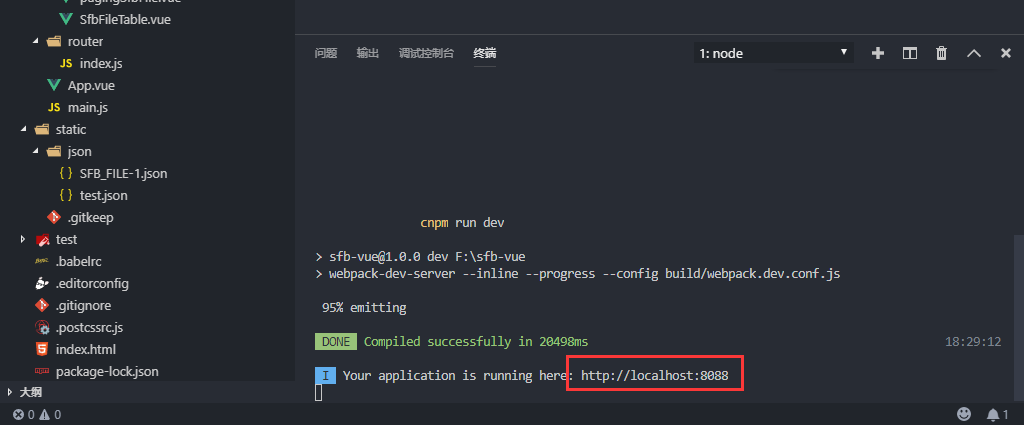 pagingSfbFile.vue
SfbFileTable.vue
router
JS index.js
App.vue
JS main.js
static
json
{ } SFB_FILE-1.json
{ } test.json
.gitkeep
test
.babelrc
.editorconfig
.gitignore
.postcssrc.js
index.html
package-lock.json
大纲
0 0
问题 输出 调试控制台 终端 1: node
cnpm run dev
> sfb-vue@1.0.0 dev F:\sfb-vue
> webpack-dev-server --inline --progress --config build/webpack.dev.conf.js
95% emitting
DONE Compiled successfully in 20498ms 18:29:12
I Your application is running here: http://localhost:8088
1